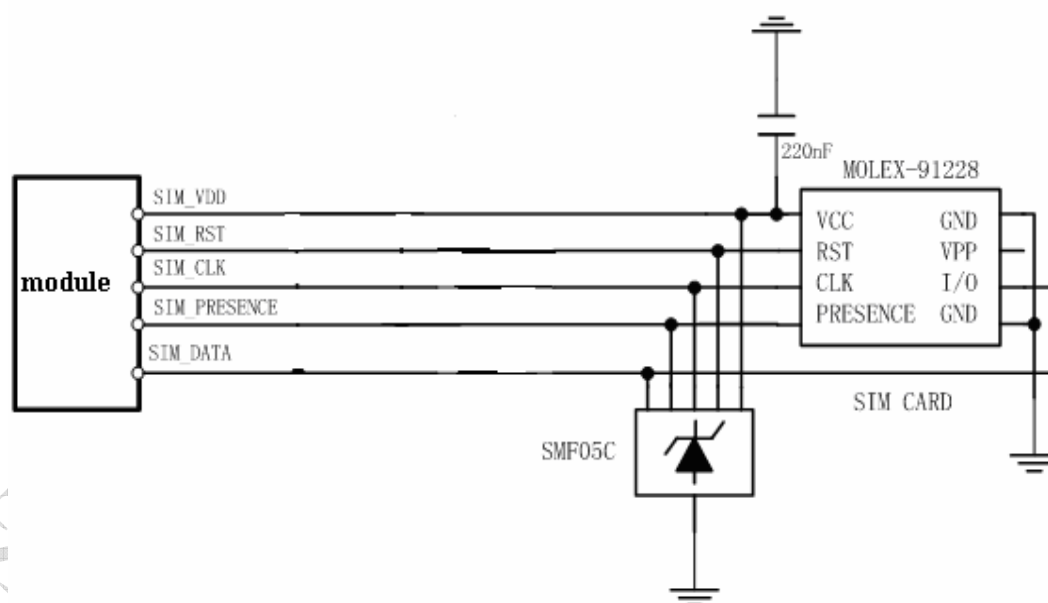 220nF
MOLEX-91228
SIM_VDD
SIM_RST
SIM_CLK
module
SIM_PRESENCE
SIM_DATA
VCC GND
RST VPP
CLK I/O
PRESENCE GND
SIM CARD
SMF05C